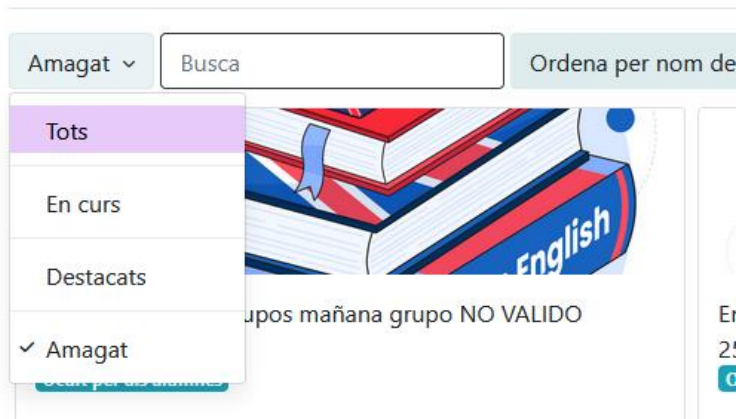 Amagat
Busca
Ordena per nom de
Tots
En curs
Destacats
Amagat
English
upos mañana grupo NO VALIDO
25